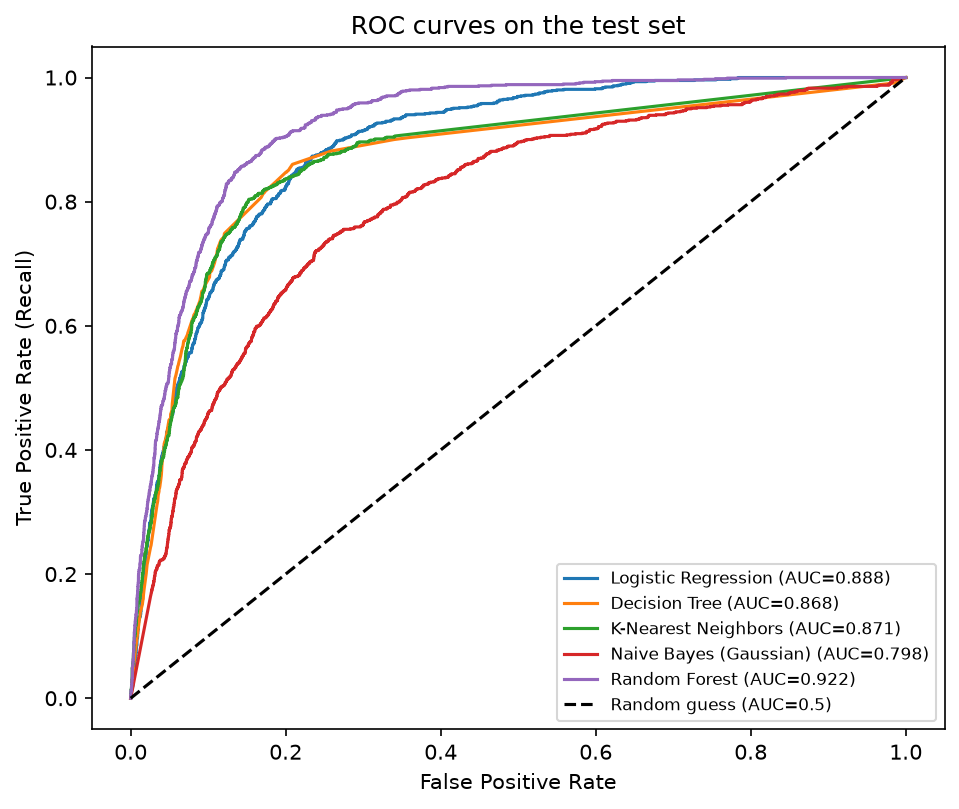 ROC curves on the test set
1.0
0.8
0.6
0.4
0.2
0.0
True Positive Rate (Recall)
Logistic Regression (AUC=0.888)
Decision Tree (AUC=0.868)
K-Nearest Neighbors (AUC=0.871)
Naive Bayes (Gaussian) (AUC=0.798)
Random Forest (AUC=0.922)
Random guess (AUC=0.5)
0.0 0.2 0.4 0.6 0.8 1.0
False Positive Rate